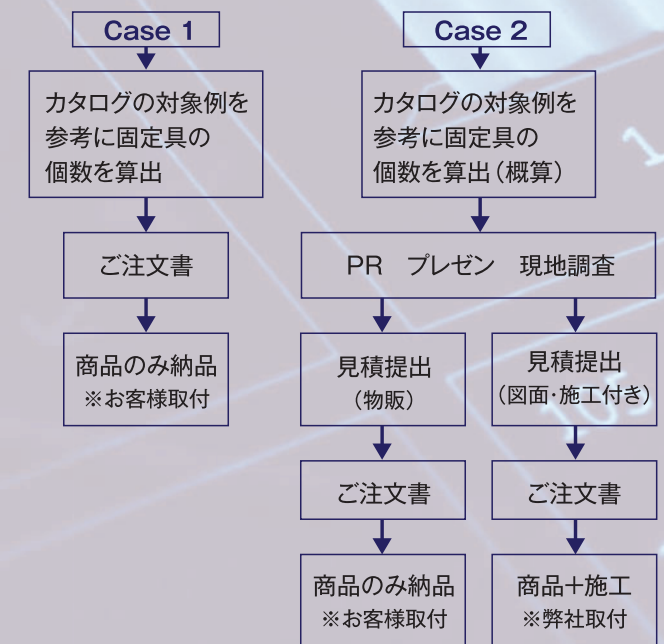 Case 1
カタログの対象例を
参考に固定具の
個数を算出
ご注文書
商品のみ納品
※お客様取付
Case 2
カタログの対象例を
参考に固定具の
個数を算出（概算）
PR プレゼン 現地調査
見積提出
（物販）
ご注文書
商品のみ納品
※お客様取付
見積提出
（図面・施工付き）
ご注文書
商品＋施工
※弊社取付
1
105